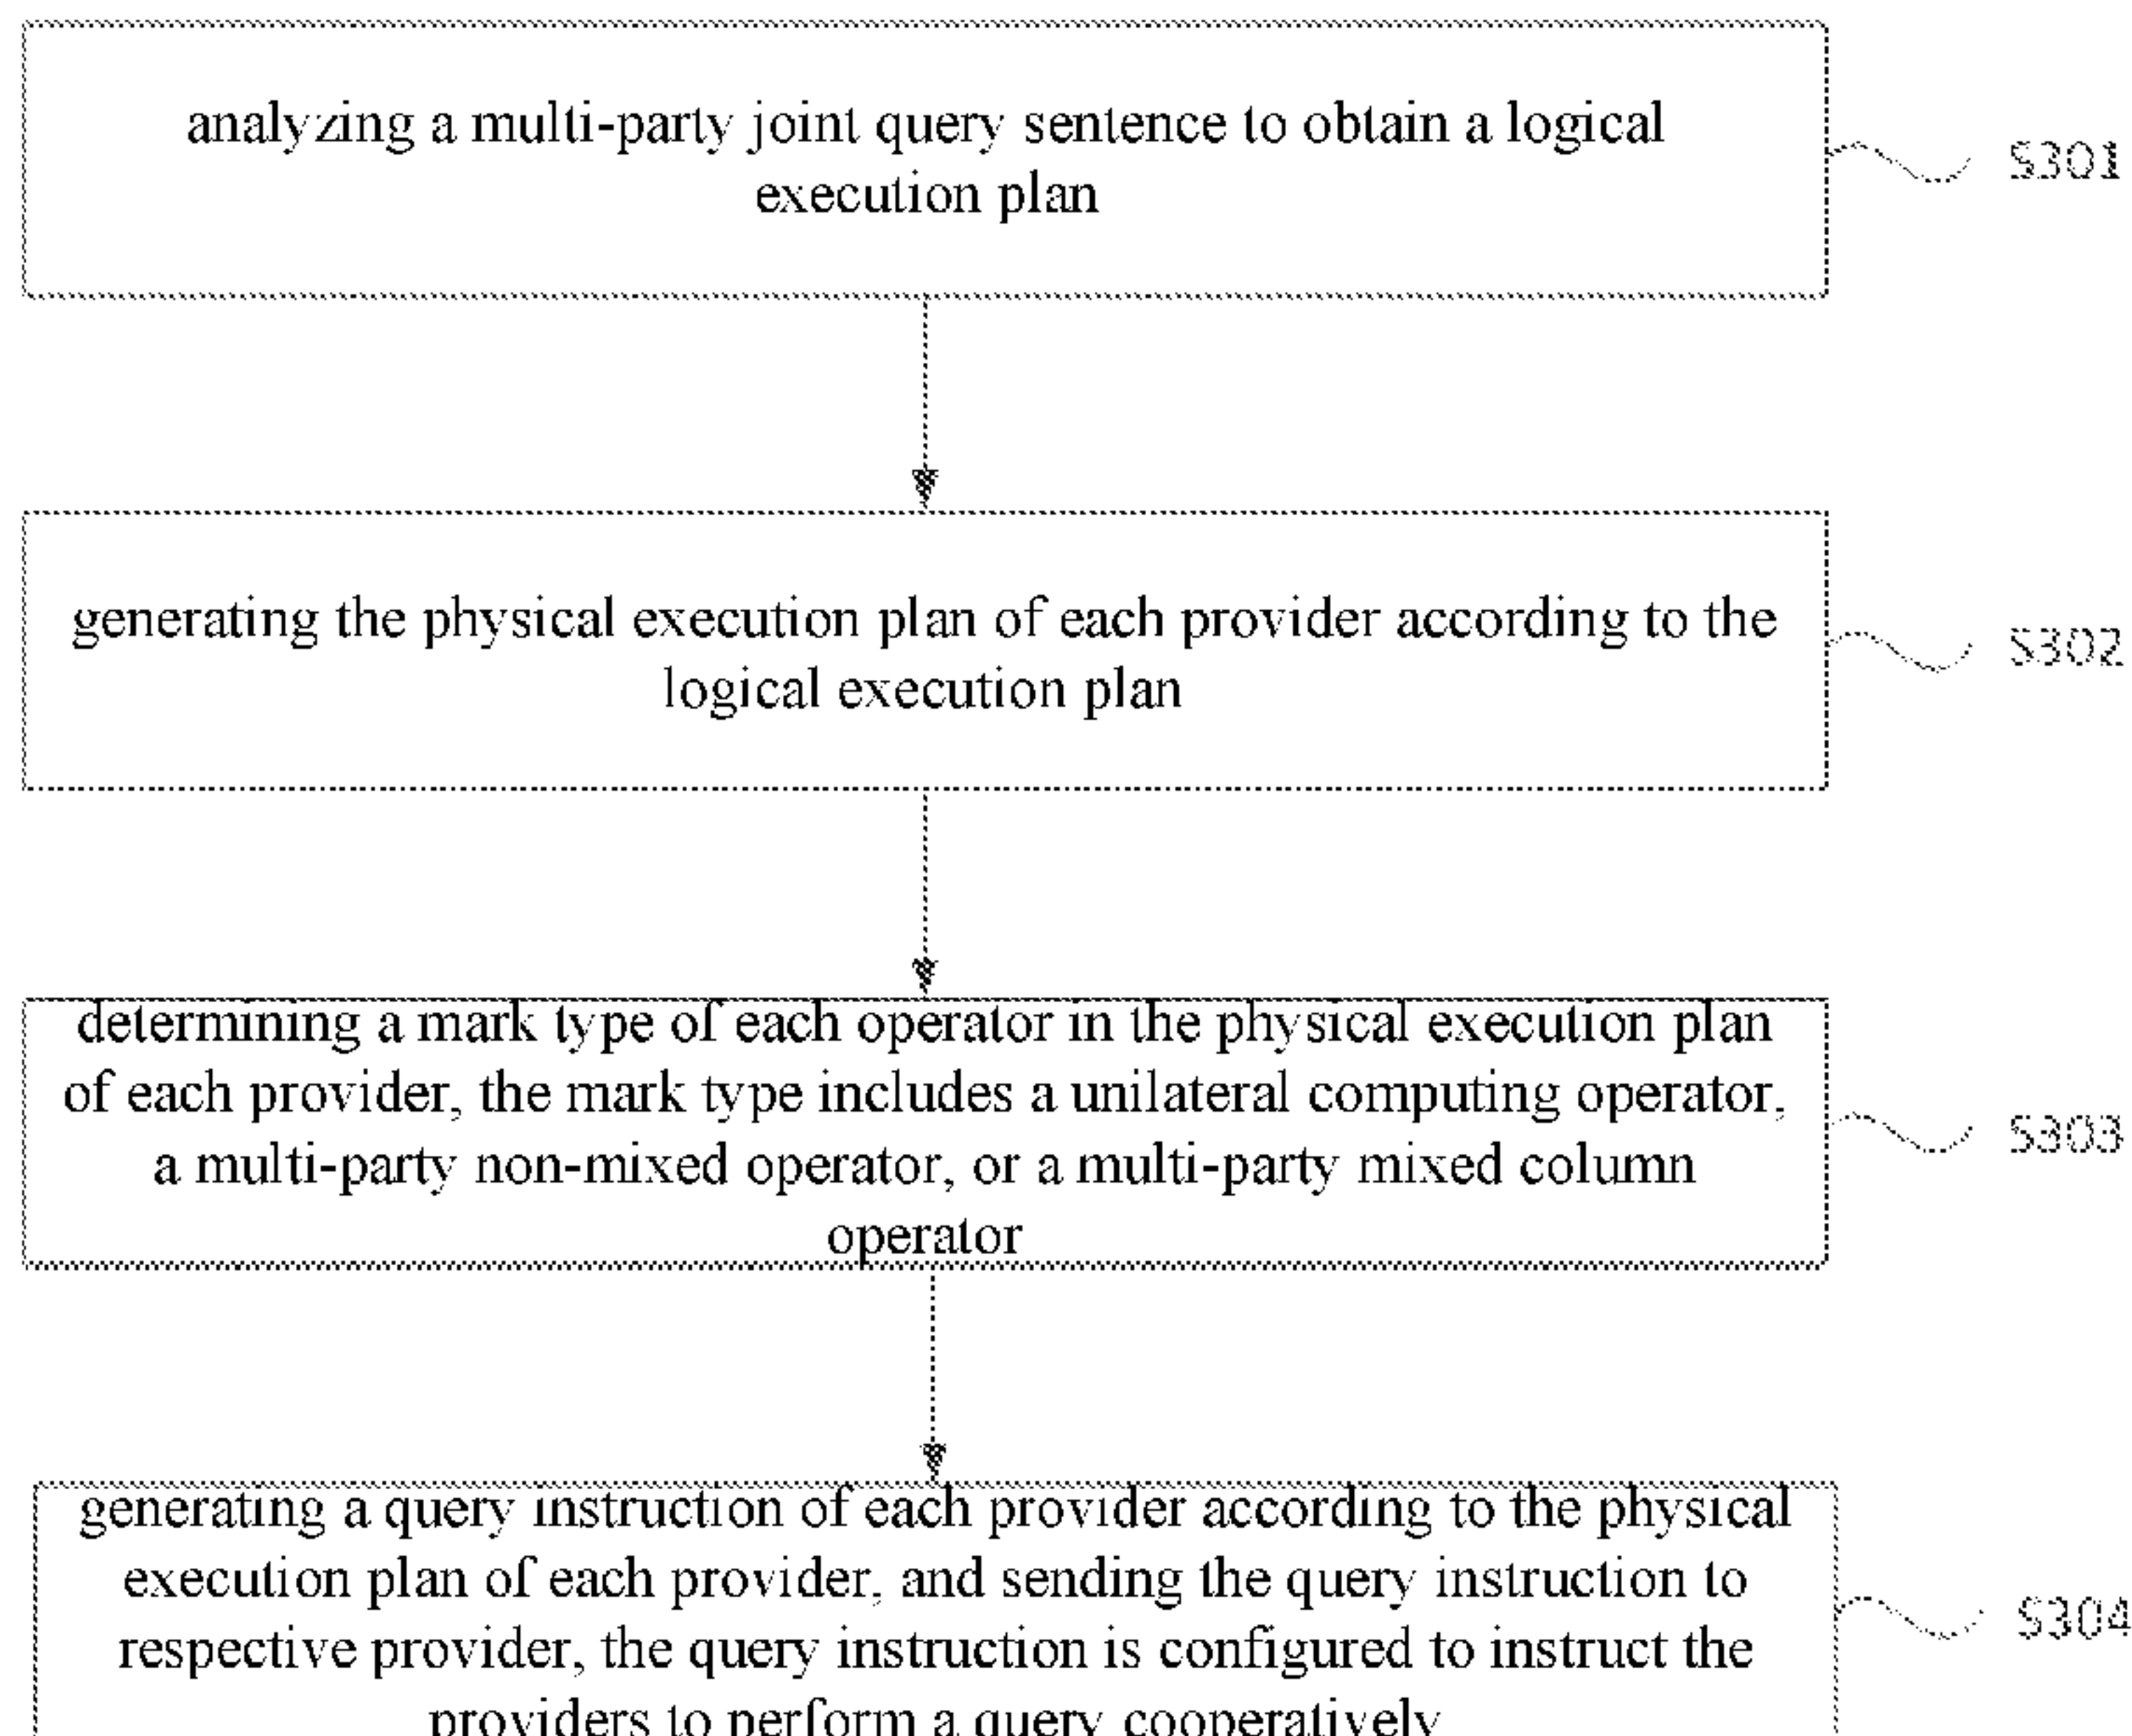 analyzing a multi-party joint query sentence to obtain a logical
execution plan
S301
generating the physical execution plan of each provider according to the
logical execution plan
S302
determining a mark type of each operator in the physical execution plan
of each provider, the mark type includes a unilateral computing operator,
a multi-party non-mixed operator, or a multi-party mixed column
operator
S303
generating a query instruction of each provider according to the physical
execution plan of each provider, and sending the query instruction to
respective provider, the query instruction is configured to instruct the
providers to perform a query cooperatively
S304